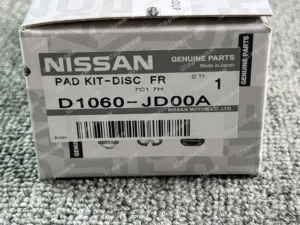 NISSAN
GENUINE PARTS
Made in Japan
PAD KIT-DISC FR
Q'TY
1
D1060-JD00A
NISSAN MOTOR CO., LTD.